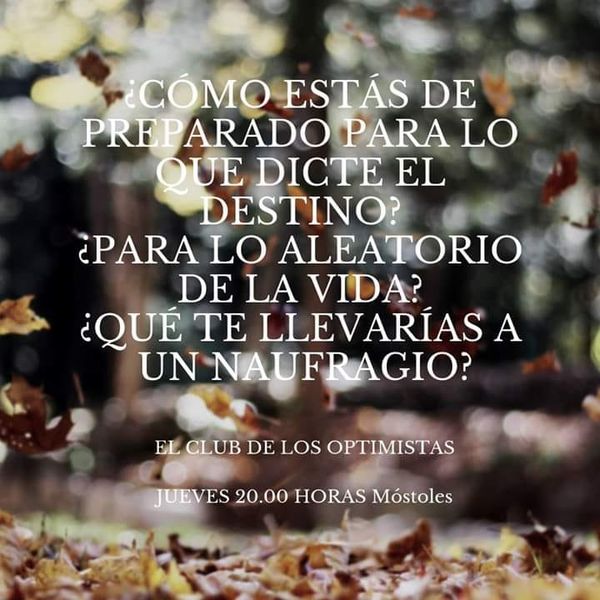 ¿CÓMO ESTÁS DE
PREPARADO PARA LO
QUE DICTE EL
DESTINO?
¿PARA LO ALEATORIO
DE LA VIDA?
¿QUÉ TE LLEVARÍAS A
UN NAUFRAGIO?
EL CLUB DE LOS OPTIMISTAS
JUEVES 20.00 HORAS Móstoles